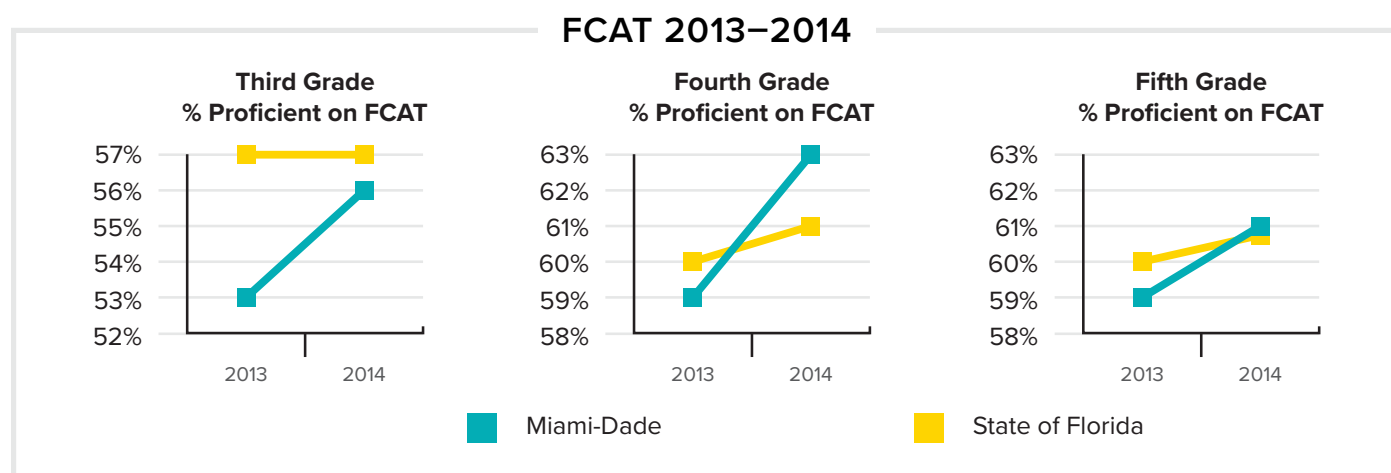 FCAT 2013–2014
Third Grade
% Proficient on FCAT
57%
56%
55%
54%
53%
52%
2013 2014
Fourth Grade
% Proficient on FCAT
63%
62%
61%
60%
59%
58%
2013 2014
Fifth Grade
% Proficient on FCAT
63%
62%
61%
60%
59%
58%
2013 2014
Miami-Dade
State of Florida